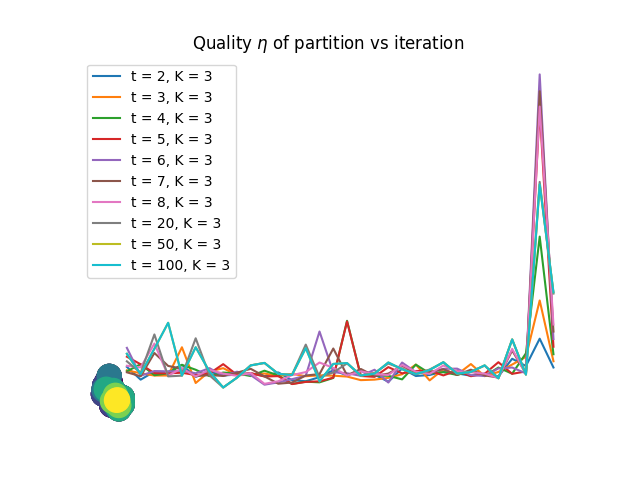 Quality η of partition vs iteration
t = 2, K = 3
t = 3, K = 3
t = 4, K = 3
t = 5, K = 3
t = 6, K = 3
t = 7, K = 3
t = 8, K = 3
t = 20, K = 3
t = 50, K = 3
t = 100, K = 3